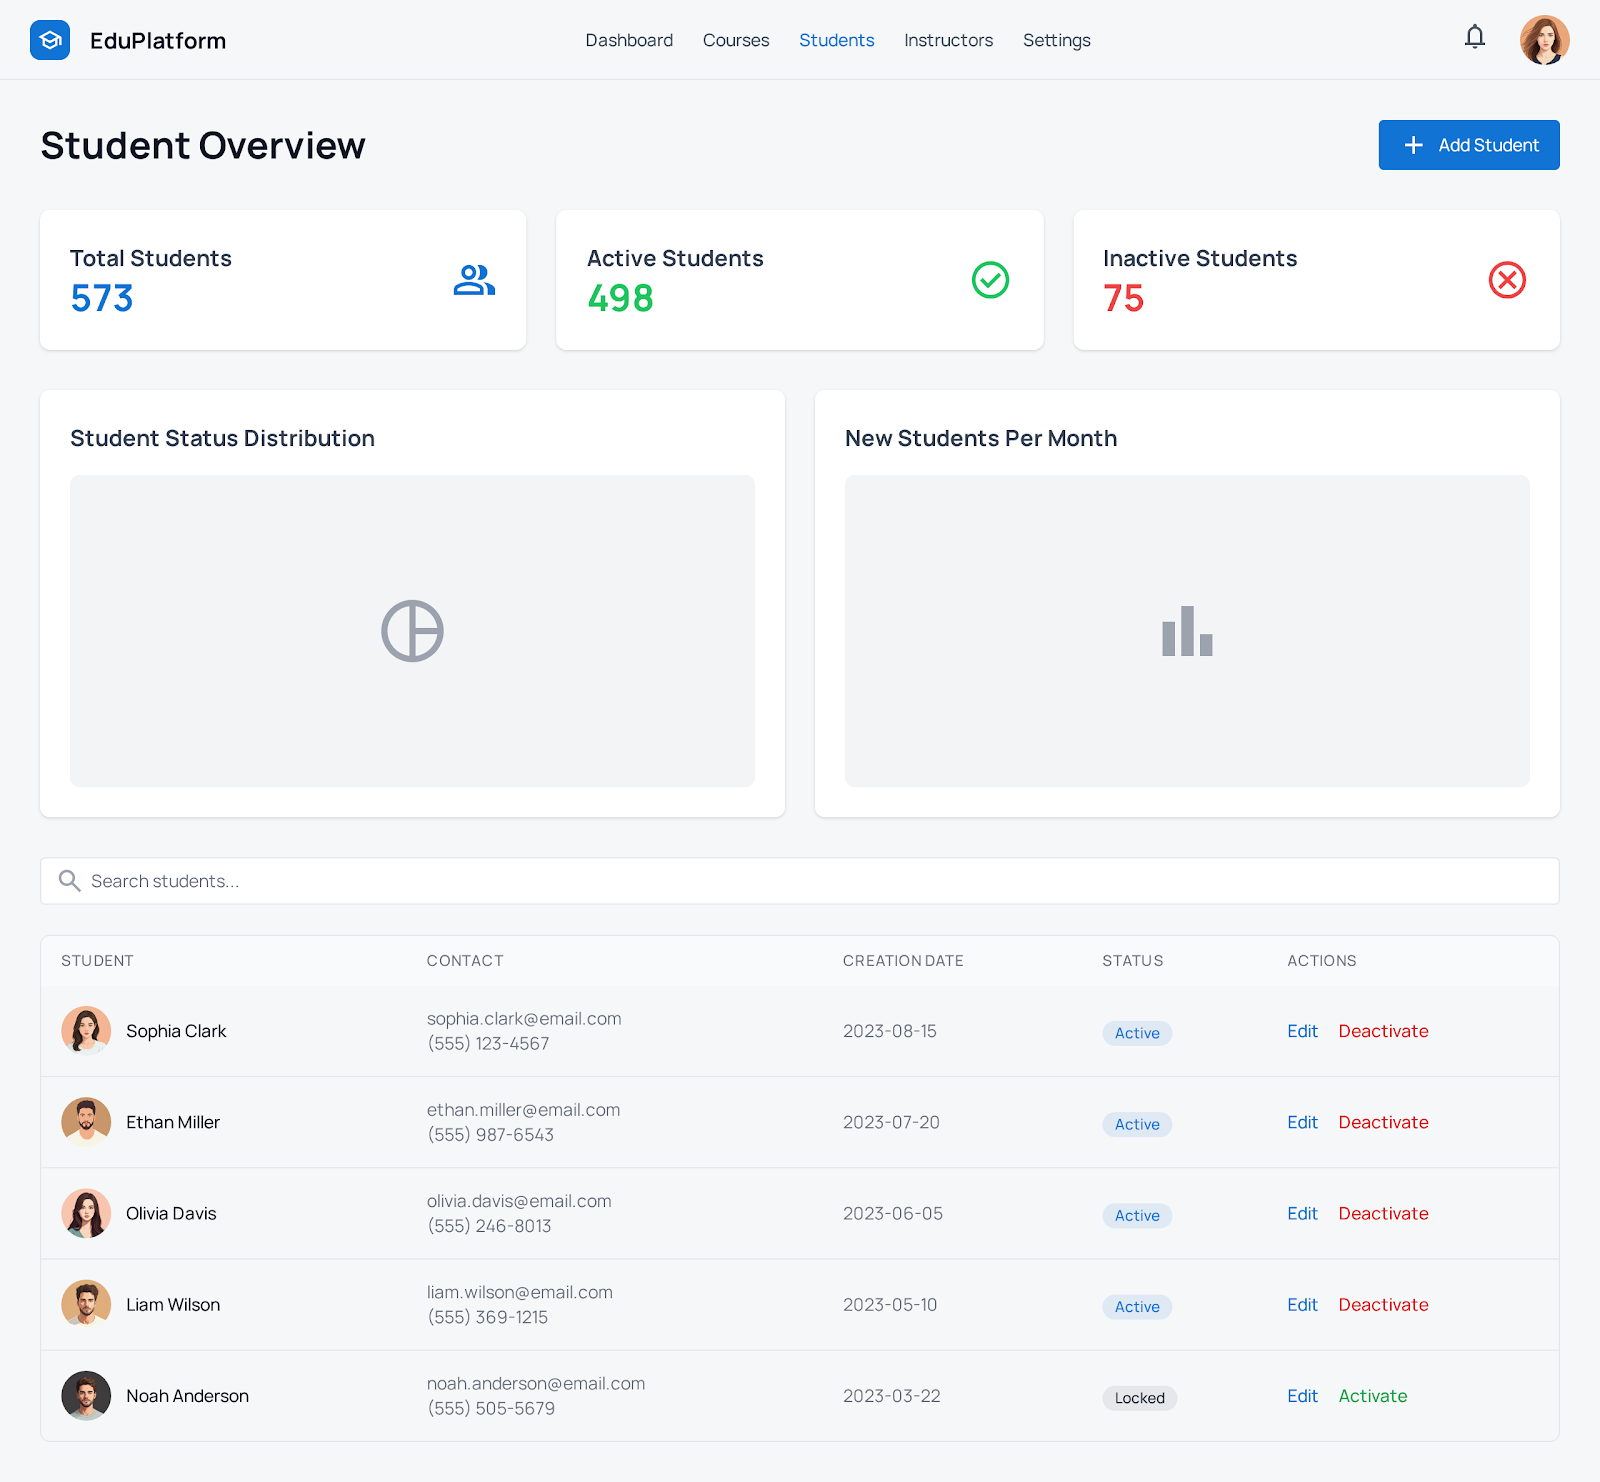 EduPlatform
Dashboard Courses Students Instructors Settings
Student Overview
Add Student
Total Students
573
Active Students
498
Inactive Students
75
Student Status Distribution
New Students Per Month
Search students...
STUDENT CONTACT CREATION DATE STATUS ACTIONS
Sophia Clark
sophia.clark@email.com
(555) 123-4567
2023-08-15
Active
Edit Deactivate
Ethan Miller
ethan.miller@email.com
(555) 987-6543
2023-07-20
Active
Edit Deactivate
Olivia Davis
olivia.davis@email.com
(555) 246-8013
2023-06-05
Active
Edit Deactivate
Liam Wilson
liam.wilson@email.com
(555) 369-1215
2023-05-10
Active
Edit Deactivate
Noah Anderson
noah.anderson@email.com
(555) 505-5679
2023-03-22
Locked
Edit Activate